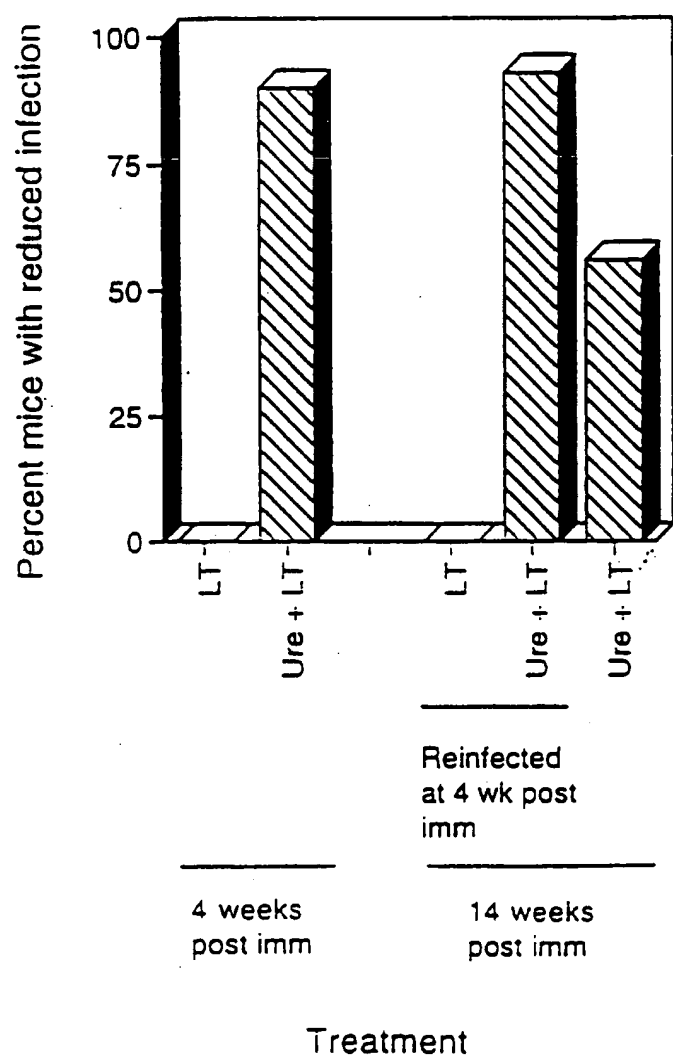 Percent mice with reduced infection
100
75
50
25
0
LT
Ure + LT
-
LT
Ure + LT
Ure + LT
Reinfected
at 4 wk post
imm
4 weeks
post imm
14 weeks
post imm
Treatment